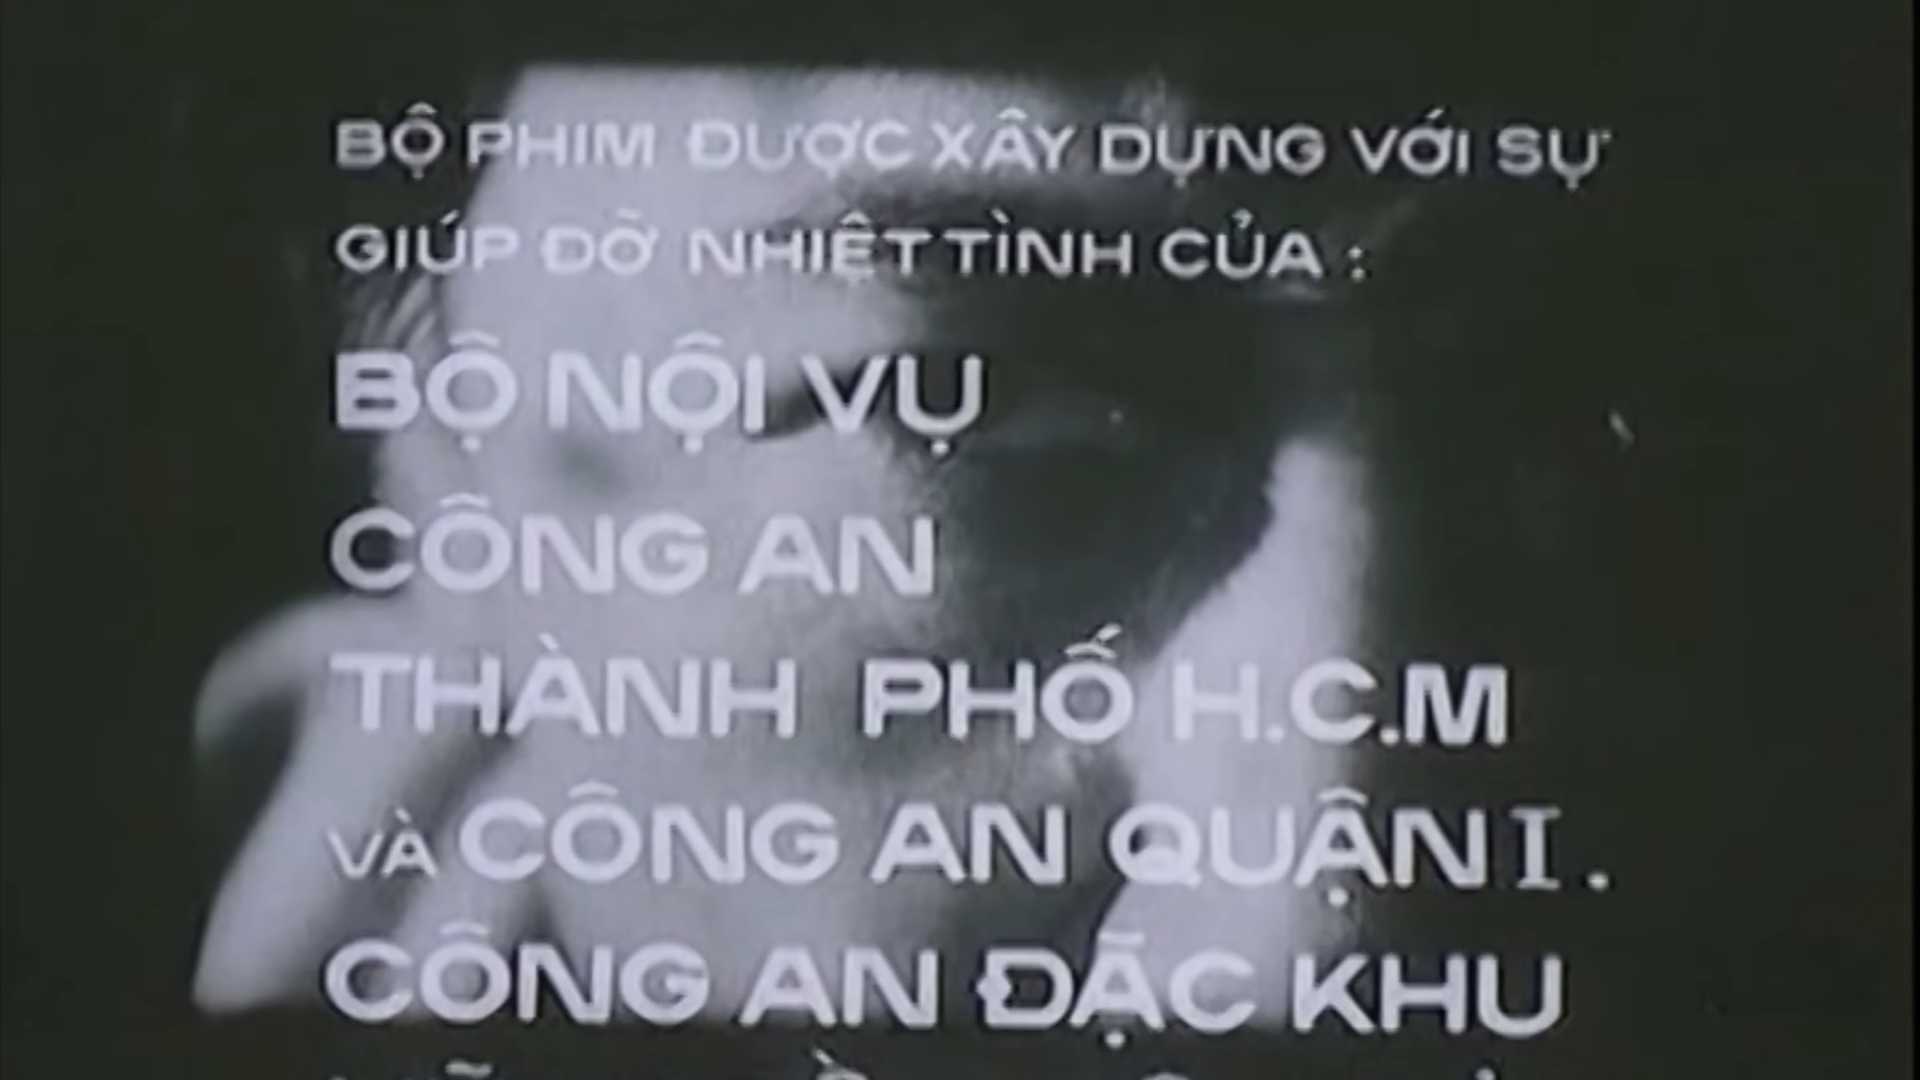 BỘ PHIM ĐƯỢC XÂY DỰNG VỚI SỰ
GIÚP ĐỠ NHIỆT TÌNH CỦA :
BỘ NỘI VỤ
CÔNG AN
THÀNH PHỐ H.C.M
VÀ CÔNG AN QUẬN I .
CÔNG AN ĐẶC KHU